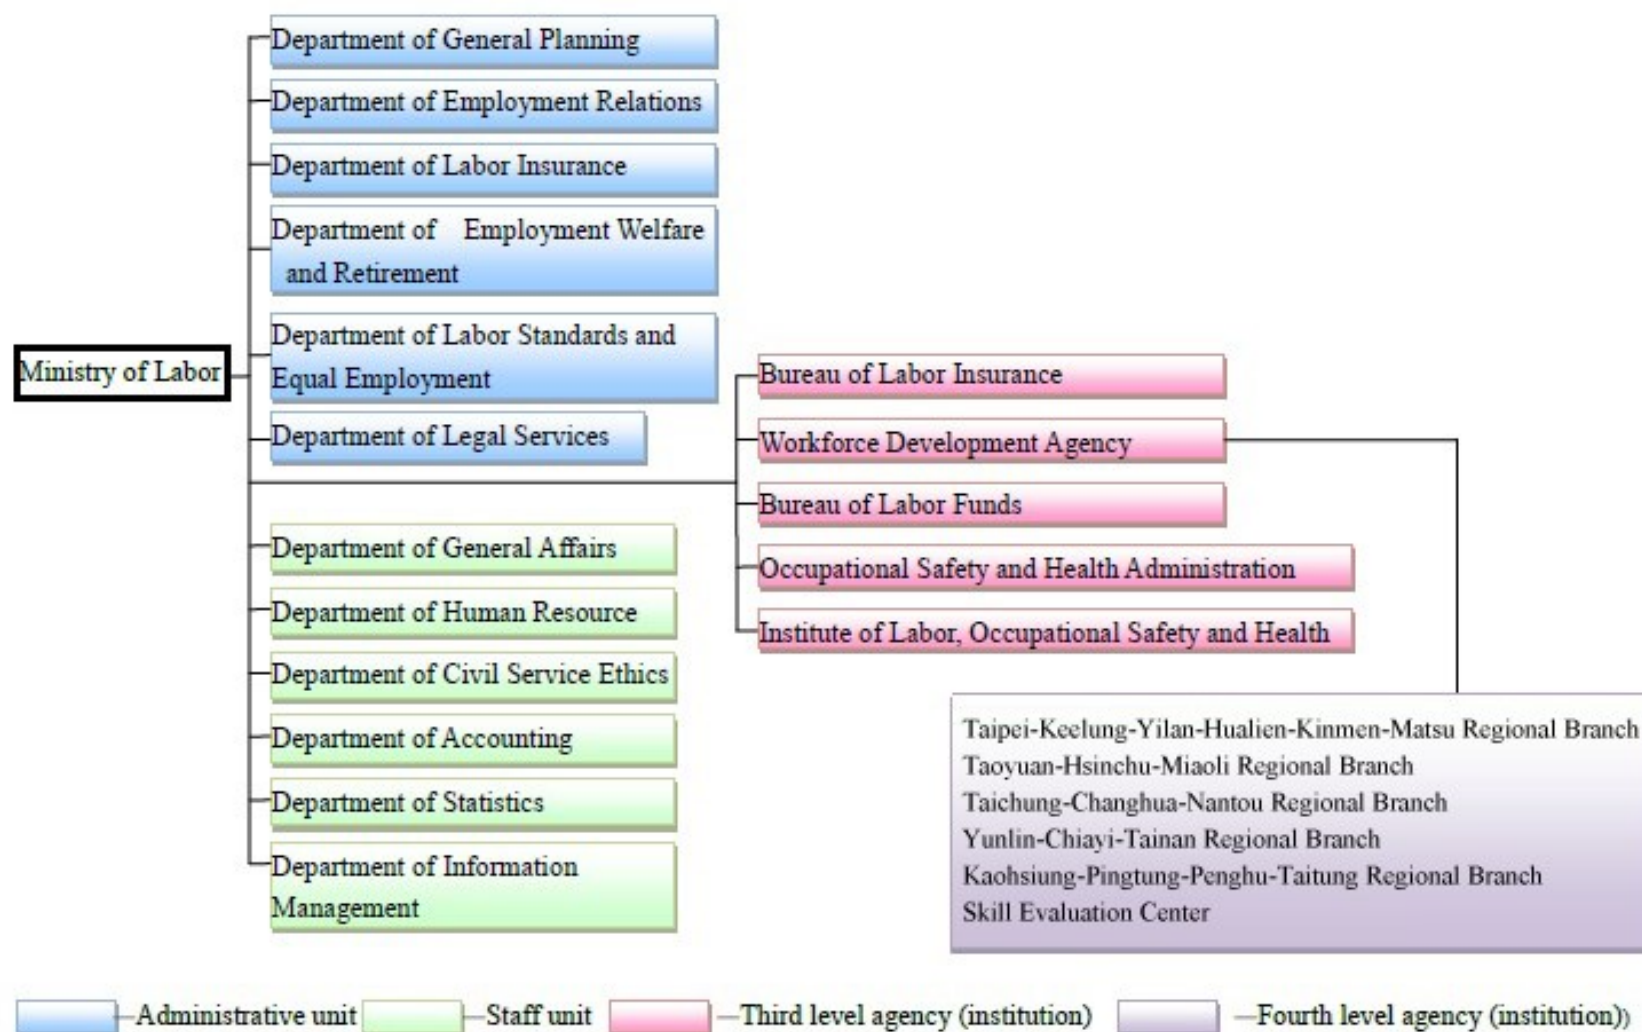 Department of General Planning
Department of Employment Relations
Department of Labor Insurance
Department of Employment Welfare
and Retirement
Department of Labor Standards and
Equal Employment
Department of Legal Services
Ministry of Labor
Bureau of Labor Insurance
Workforce Development Agency
Bureau of Labor Funds
Occupational Safety and Health Administration
Institute of Labor, Occupational Safety and Health
Department of General Affairs
Department of Human Resource
Department of Civil Service Ethics
Department of Accounting
Department of Statistics
Department of Information
Management
Taipei-Keelung-Yilan-Hualien-Kinmen-Matsu Regional Branch
Taoyuan-Hsinchu-Miaoli Regional Branch
Taichung-Changhua-Nantou Regional Branch
Yunlin-Chiayi-Tainan Regional Branch
Kaohsiung-Pingtung-Penghu-Taitung Regional Branch
Skill Evaluation Center
—Administrative unit
—Staff unit
—Third level agency (institution)
—Fourth level agency (institution))